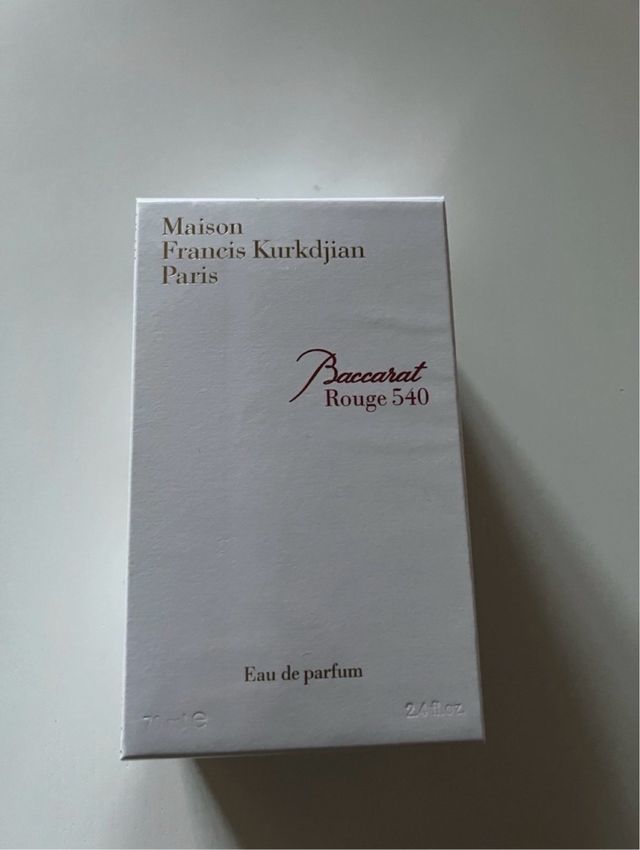 Maison
Francis Kurkdjian
Paris
Baccarat
Rouge 540
Eau de parfum
2.4 fl.oz